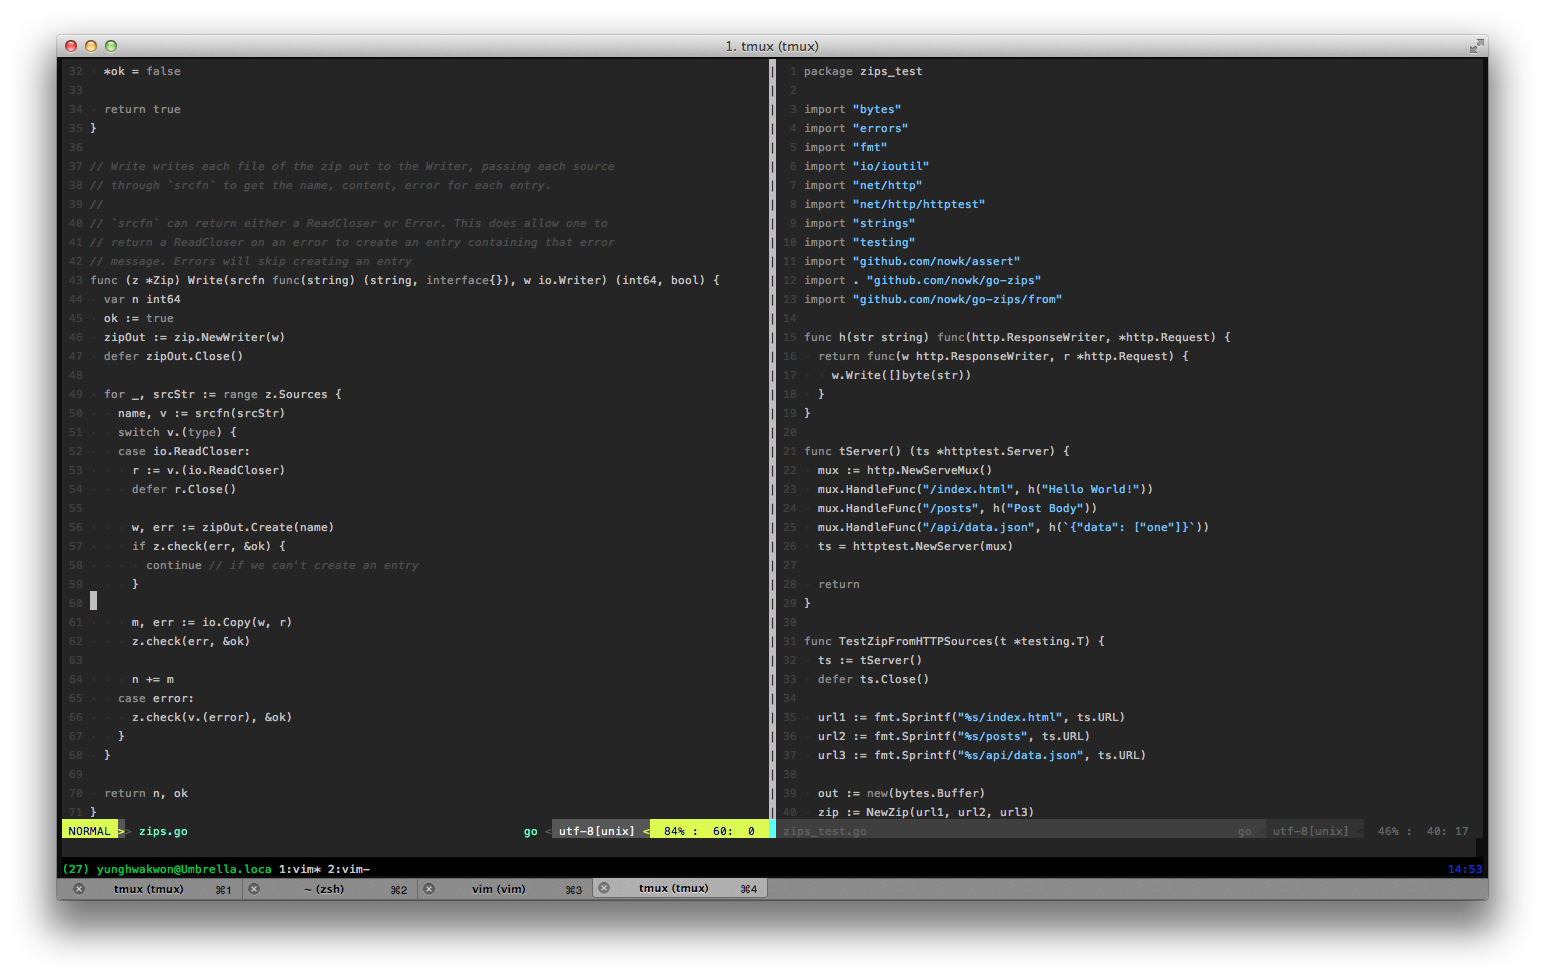 1. tmux (tmux)
32 *ok = false
33
34 return true
35 }
36
37 // Write writes each file of the zip out to the Writer, passing each source
38 // through `srcfn` to get the name, content, error for each entry.
39 //
40 // `srcfn` can return either a ReadCloser or Error. This does allow one to
41 // return a ReadCloser on an error to create an entry containing that error
42 // message. Errors will skip creating an entry
43 func (z *Zip) Write(srcfn func(string) (string, interface{}), w io.Writer) (int64, bool) {
44 var n int64
45 ok := true
46 zipOut := zip.NewWriter(w)
47 defer zipOut.Close()
48
49 for _, srcStr := range z.Sources {
50 name, v := srcfn(srcStr)
51 switch v.(type) {
52 case io.ReadCloser:
53 r := v.(io.ReadCloser)
54 defer r.Close()
55
56 w, err := zipOut.Create(name)
57 if z.check(err, &ok) {
58 continue // if we can't create an entry
59 }
60
61 m, err := io.Copy(w, r)
62 z.check(err, &ok)
63
64 n += m
65 case error:
66 z.check(v.(error), &ok)
67 }
68 }
69
70 return n, ok
71 }
NORMAL >> zips.go go < utf-8[unix] < 84% : 60: 0
1 package zips_test
2
3 import "bytes"
4 import "errors"
5 import "fmt"
6 import "io/ioutil"
7 import "net/http"
8 import "net/http/httptest"
9 import "strings"
10 import "testing"
11 import "github.com/nowk/assert"
12 import . "github.com/nowk/go-zips"
13 import "github.com/nowk/go-zips/from"
14
15 func h(str string) func(http.ResponseWriter, *http.Request) {
16 return func(w http.ResponseWriter, r *http.Request) {
17 w.Write([]byte(str))
18 }
19 }
20
21 func tServer() (ts *httptest.Server) {
22 mux := http.NewServeMux()
23 mux.HandleFunc("/index.html", h("Hello World!"))
24 mux.HandleFunc("/posts", h("Post Body"))
25 mux.HandleFunc("/api/data.json", h(`{"data": ["one"]}`))
26 ts = httptest.NewServer(mux)
27
28 return
29 }
30
31 func TestZipFromHTTPSources(t *testing.T) {
32 ts := tServer()
33 defer ts.Close()
34
35 url1 := fmt.Sprintf("%s/index.html", ts.URL)
36 url2 := fmt.Sprintf("%s/posts", ts.URL)
37 url3 := fmt.Sprintf("%s/api/data.json", ts.URL)
38
39 out := new(bytes.Buffer)
40 zip := NewZip(url1, url2, url3)
zips_test.go go < utf-8[unix] < 46% : 40: 17
(27) yunghwakwon@Umbrella.loca 1:vim* 2:vim- 14:53
tmux (tmux) ⌘1 ~ (zsh) ⌘2 vim (vim) ⌘3 tmux (tmux) ⌘4